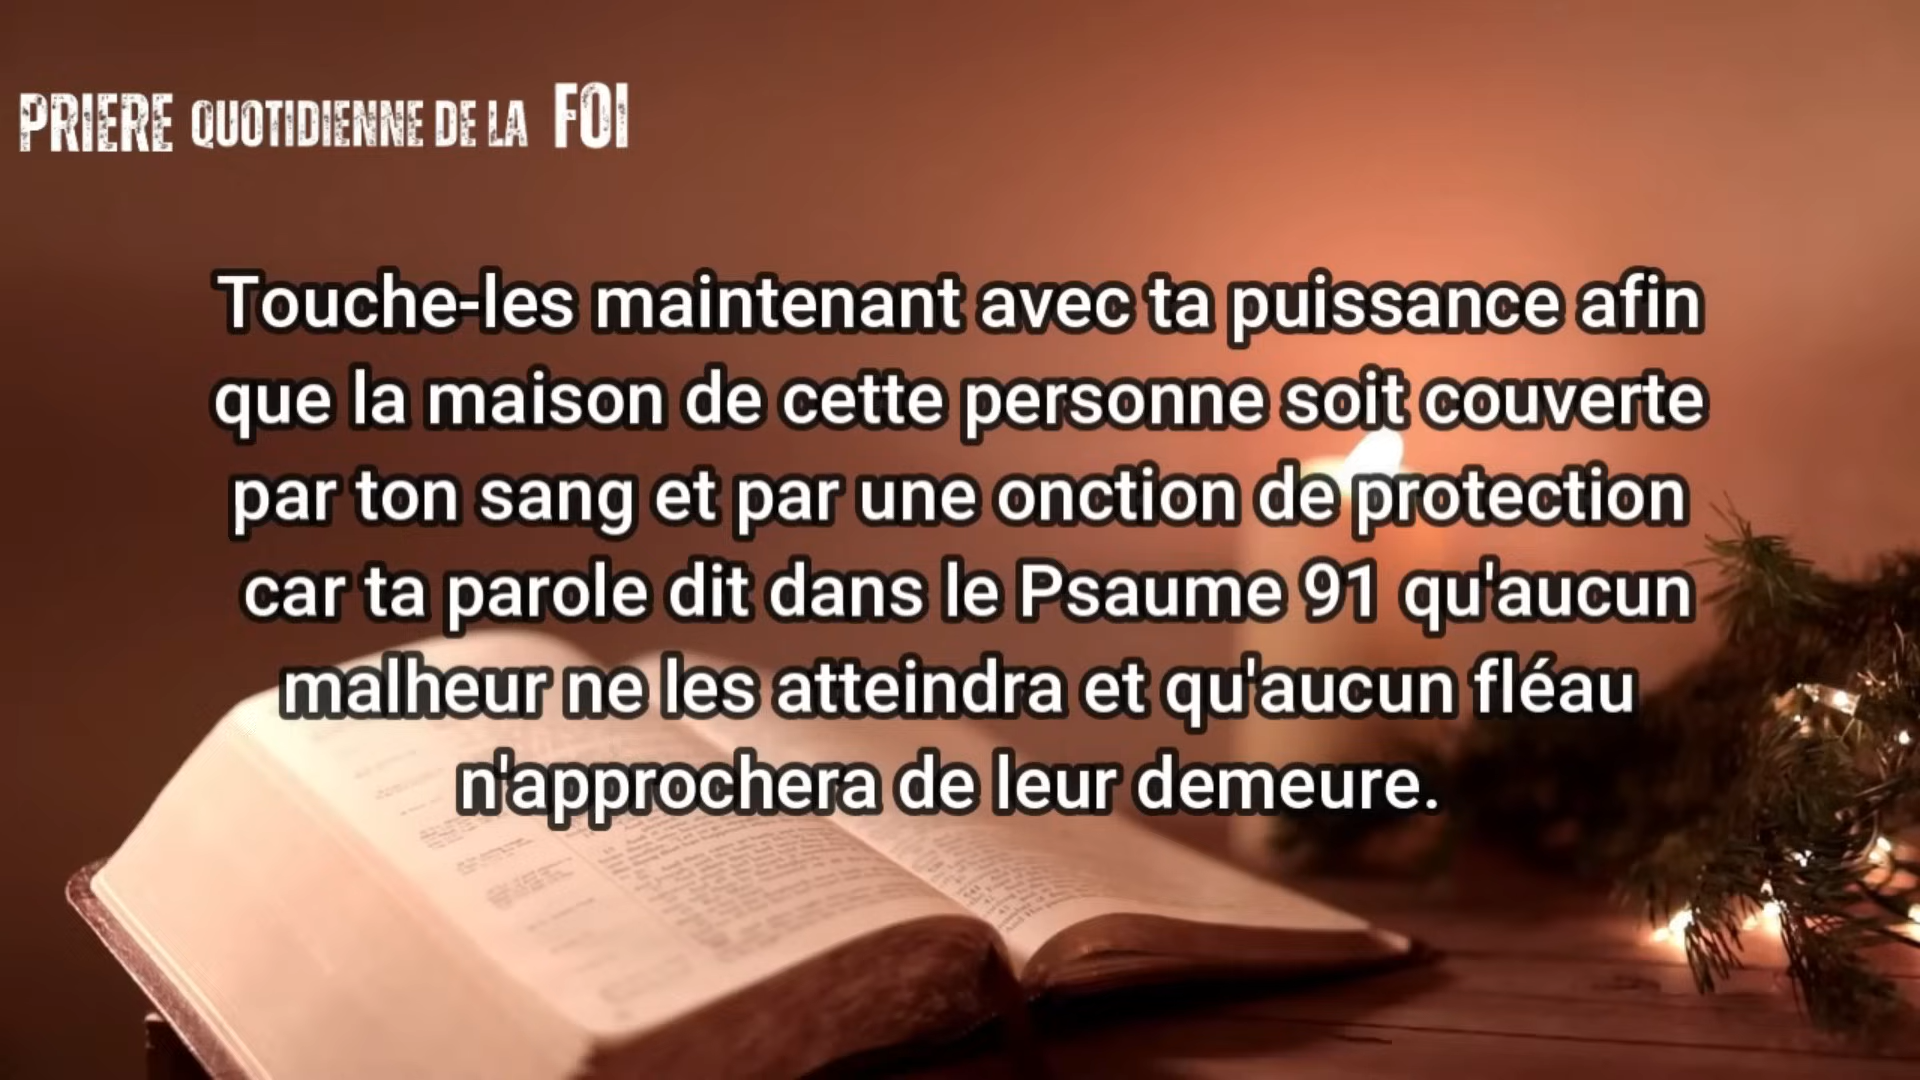 PRIERE QUOTIDIENNE DE LA FOI
Touche-les maintenant avec ta puissance afin
que la maison de cette personne soit couverte
par ton sang et par une onction de protection
car ta parole dit dans le Psaume 91 qu'aucun
malheur ne les atteindra et qu'aucun fléau
n'approchera de leur demeure.